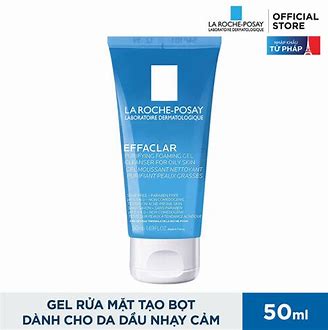 LA ROCHE-POSAY
LABORATOIRE DERMATOLOGIQUE
OFFICIAL
STORE
NHẬP KHẨU
TỪ PHÁP
LA ROCHE-POSAY
LABORATOIRE DERMATOLOGIQUE
EFFACLAR
PURIFYING FOAMING GEL
CLEANSER FOR OILY SKIN
GEL MOUSSANT NETTOYANT
PURIFIANT PEAUX GRASSES
GEL RỬA MẶT TẠO BỌT
DÀNH CHO DA DẦU NHẠY CẢM
50ml